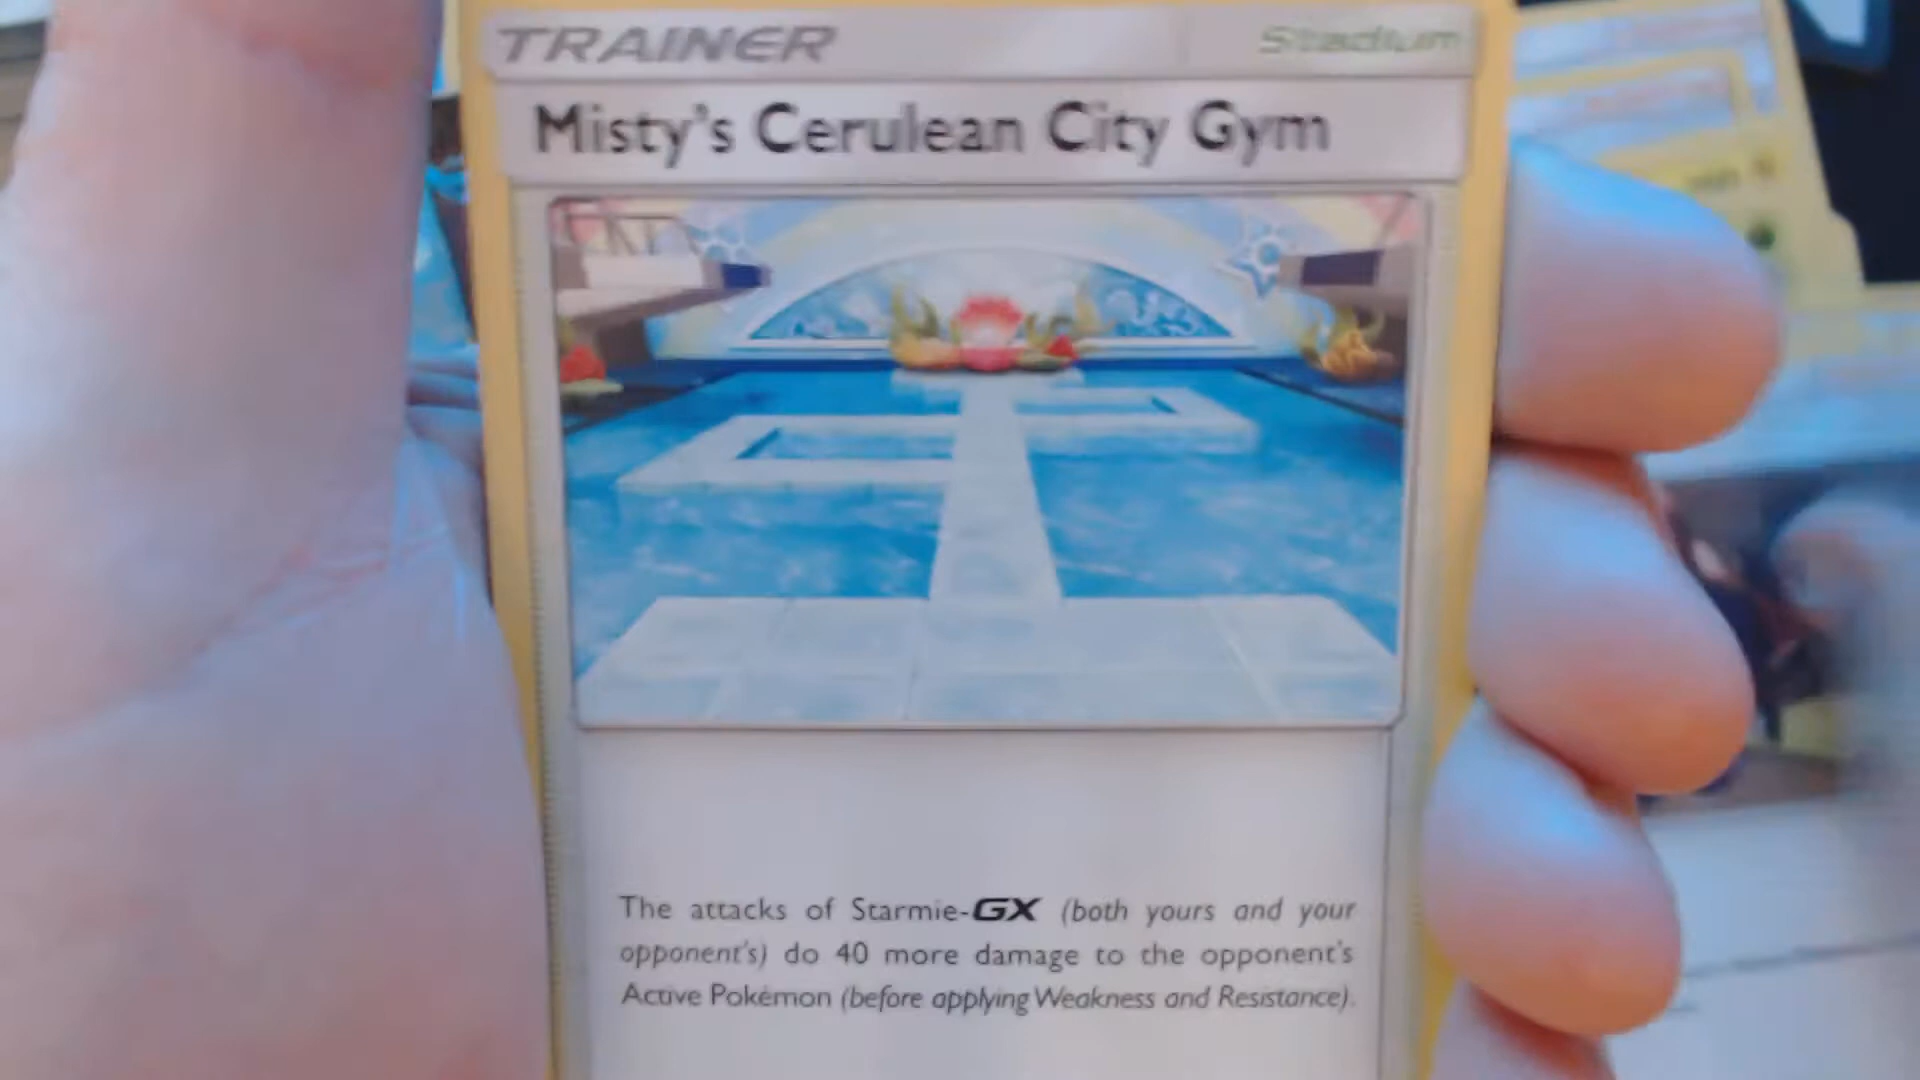 TRAINER Stadium
Misty's Cerulean City Gym
The attacks of Starmie-GX (both yours and your
opponent's) do 40 more damage to the opponent's
Active Pokémon (before applying Weakness and Resistance).